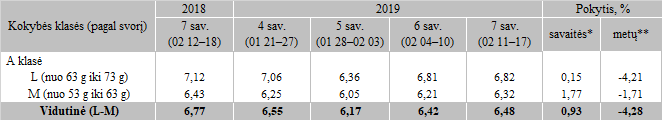 Kokybės klasės (pagal svorį) 2018 2019 Pokytis, %
7 sav. (02 12–18) 4 sav. (01 21–27) 5 sav. (01 28–02 03) 6 sav. (02 04–10) 7 sav. (02 11–17) savaitės* metų**
A klasė
L (nuo 63 g iki 73 g) 7,12 7,06 6,36 6,81 6,82 0,15 -4,21
M (nuo 53 g iki 63 g) 6,43 6,25 6,05 6,21 6,32 1,77 -1,71
Vidutinė (L-M) 6,77 6,55 6,17 6,42 6,48 0,93 -4,28